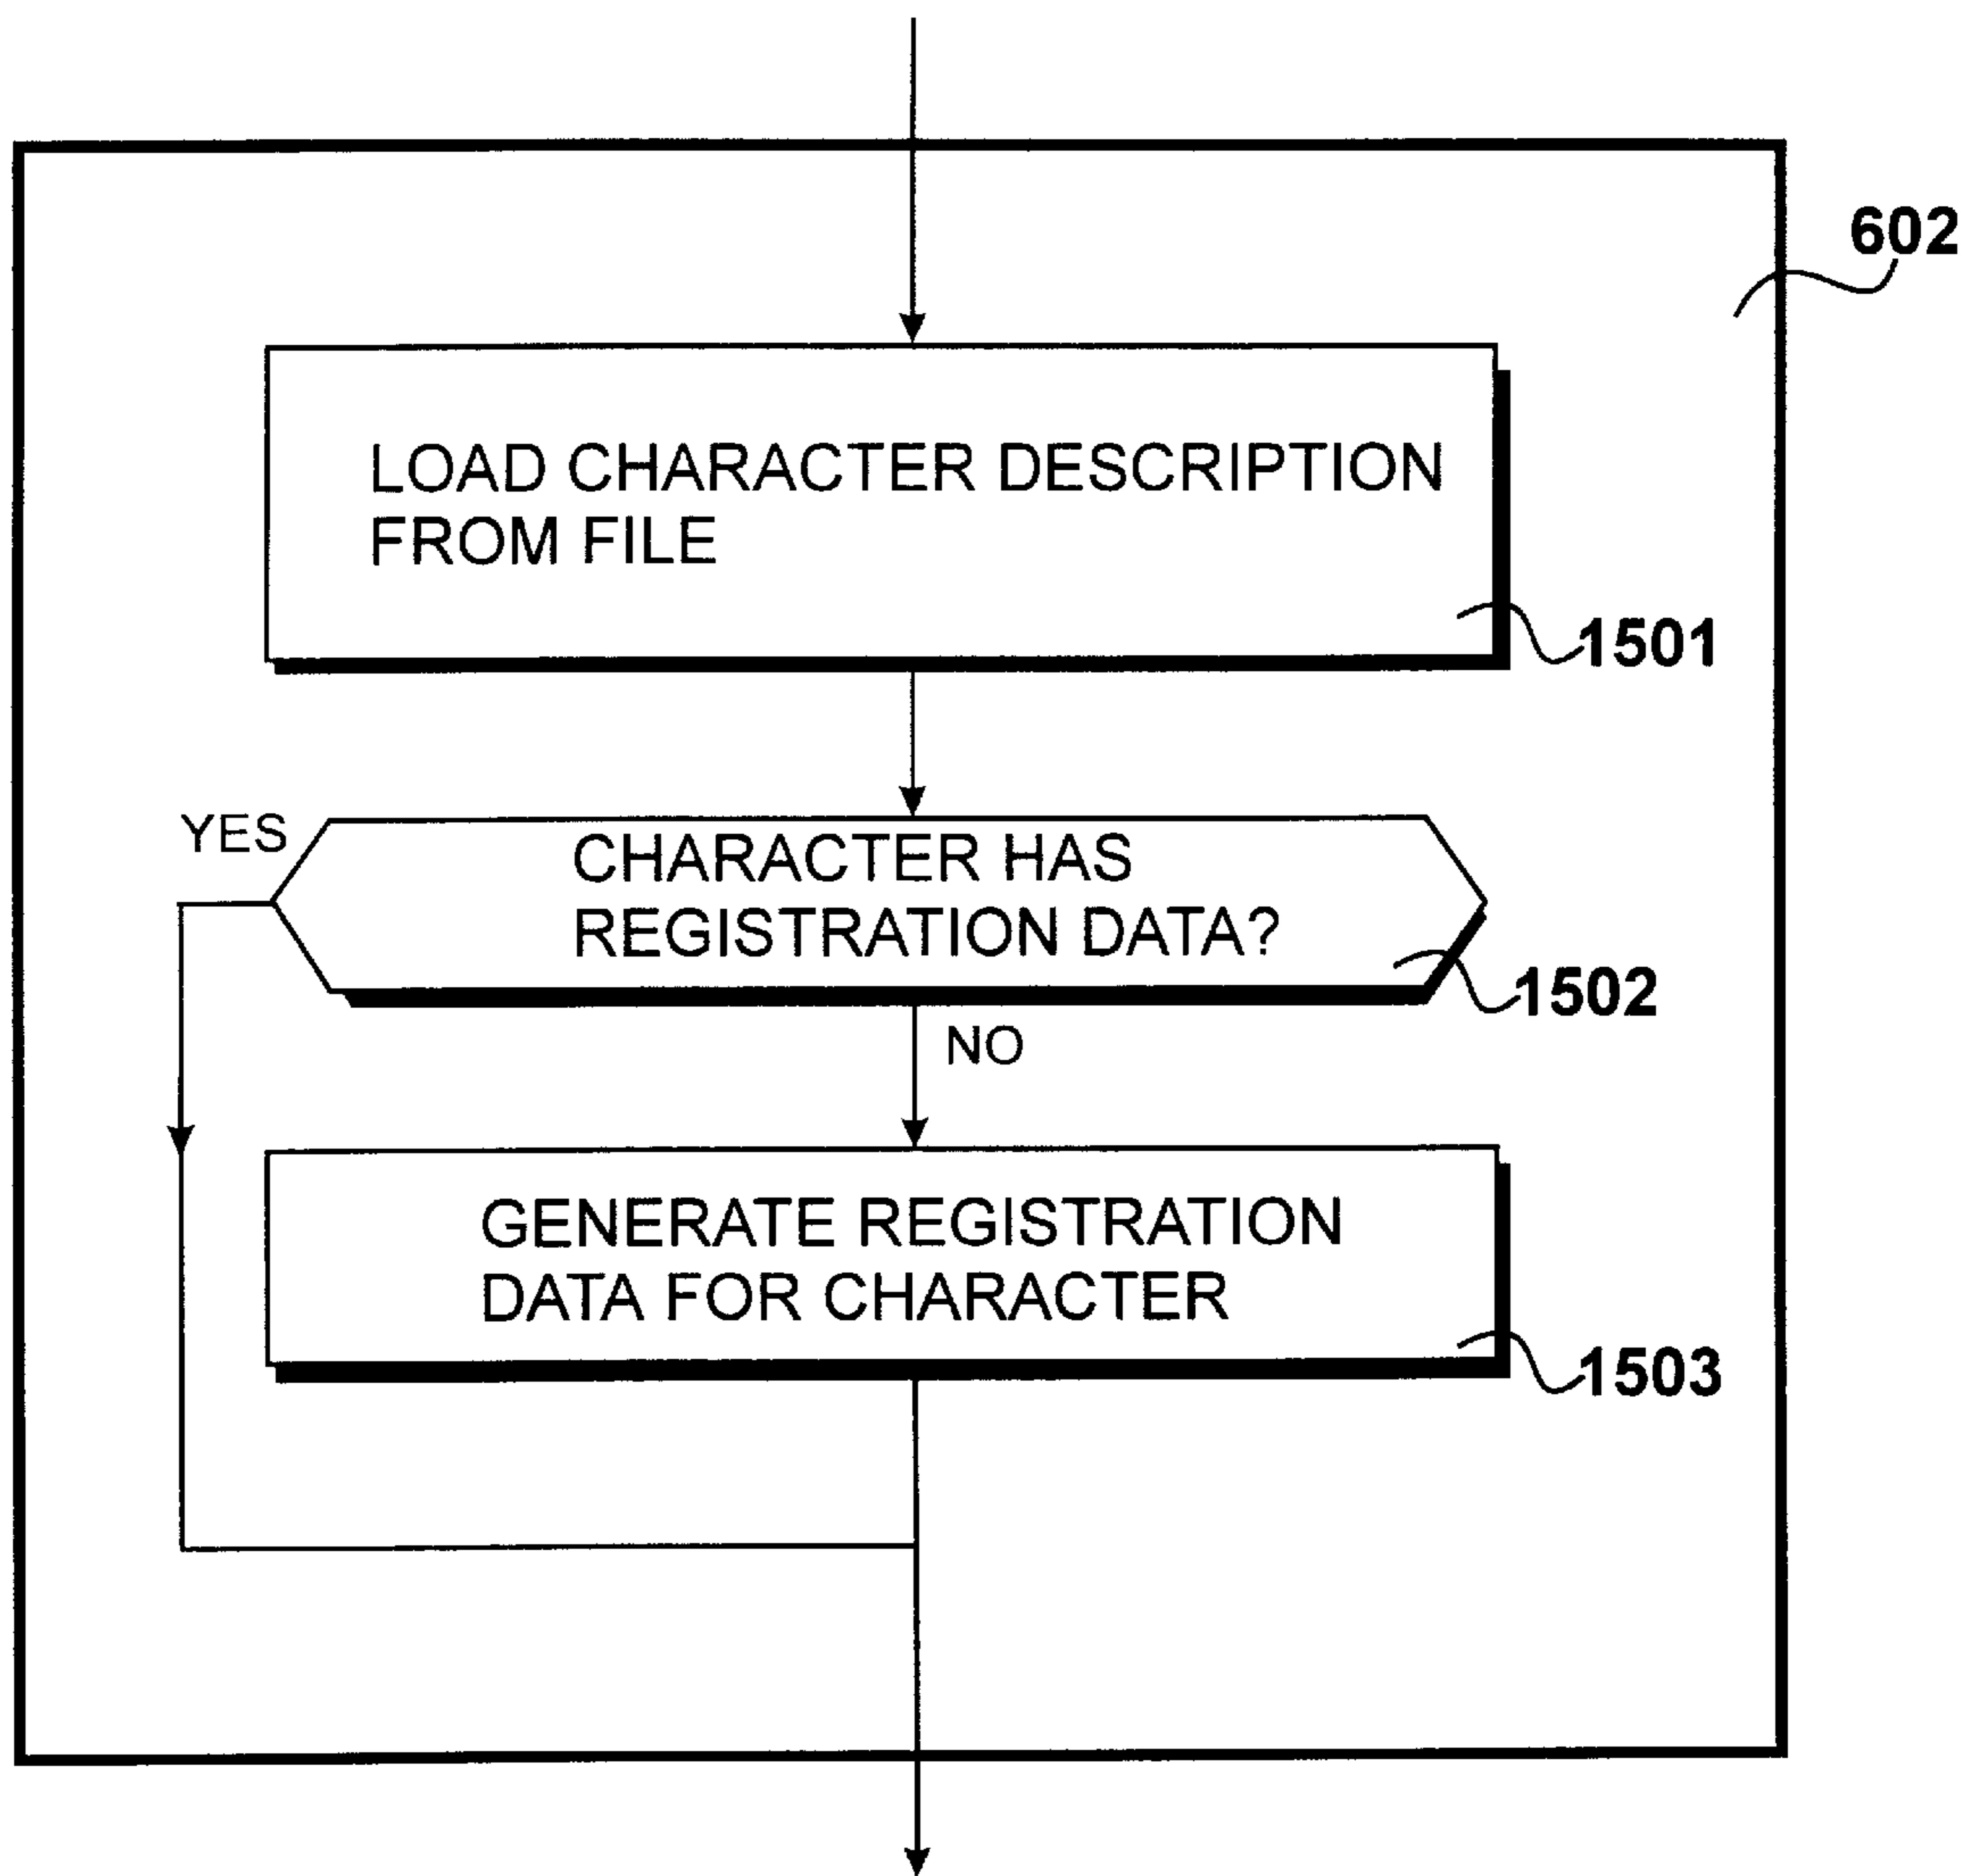 602
LOAD CHARACTER DESCRIPTION
FROM FILE
1501
YES
CHARACTER HAS
REGISTRATION DATA?
1502
NO
GENERATE REGISTRATION
DATA FOR CHARACTER
1503